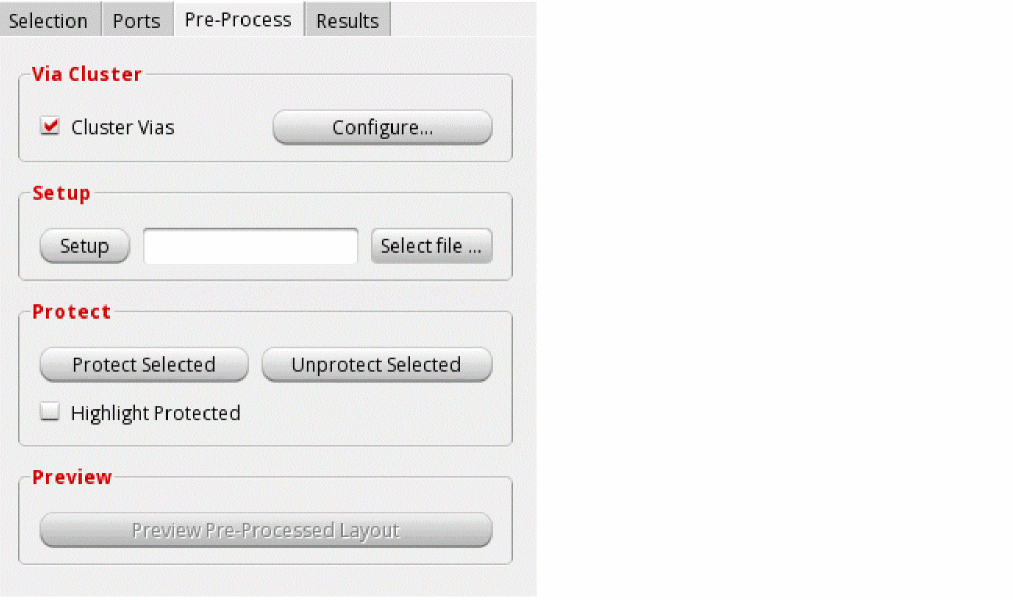 Selection Ports Pre-Process Results
Via Cluster
Cluster Vias Configure...
Setup
Setup Select file ...
Protect
Protect Selected Unprotect Selected
Highlight Protected
Preview
Preview Pre-Processed Layout